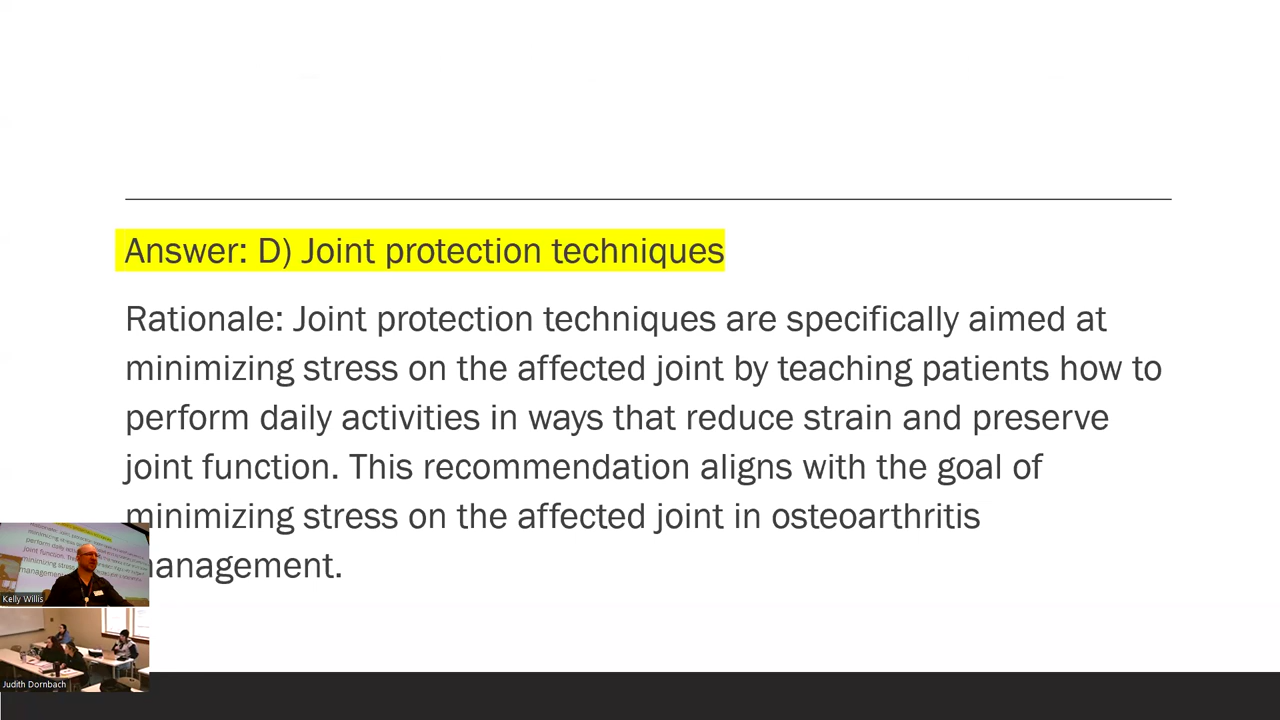 Answer: D) Joint protection techniques
Rationale: Joint protection techniques are specifically aimed at
minimizing stress on the affected joint by teaching patients how to
perform daily activities in ways that reduce strain and preserve
joint function. This recommendation aligns with the goal of
minimizing stress on the affected joint in osteoarthritis
management.
Kelly Willis
Judith Dornbach